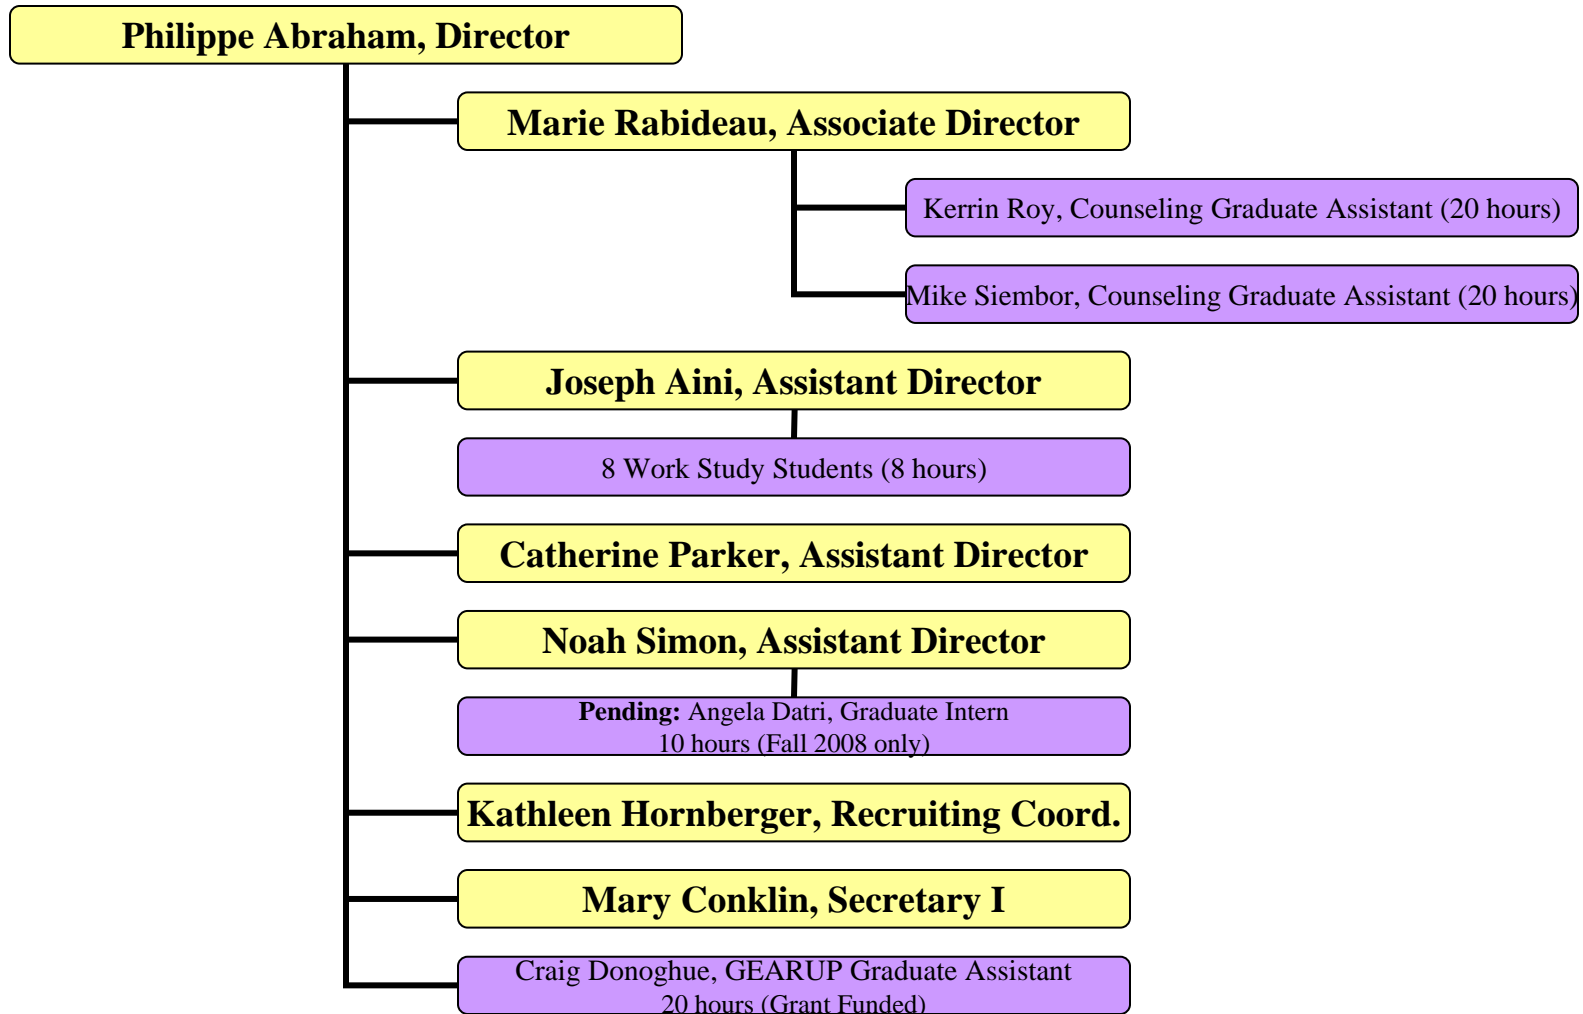 Philippe Abraham, Director
Marie Rabideau, Associate Director
Kerrin Roy, Counseling Graduate Assistant (20 hours)
Mike Siembor, Counseling Graduate Assistant (20 hours)
Joseph Aini, Assistant Director
8 Work Study Students (8 hours)
Catherine Parker, Assistant Director
Noah Simon, Assistant Director
Pending: Angela Datri, Graduate Intern
10 hours (Fall 2008 only)
Kathleen Hornberger, Recruiting Coord.
Mary Conklin, Secretary I
Craig Donoghue, GEARUP Graduate Assistant
20 hours (Grant Funded)